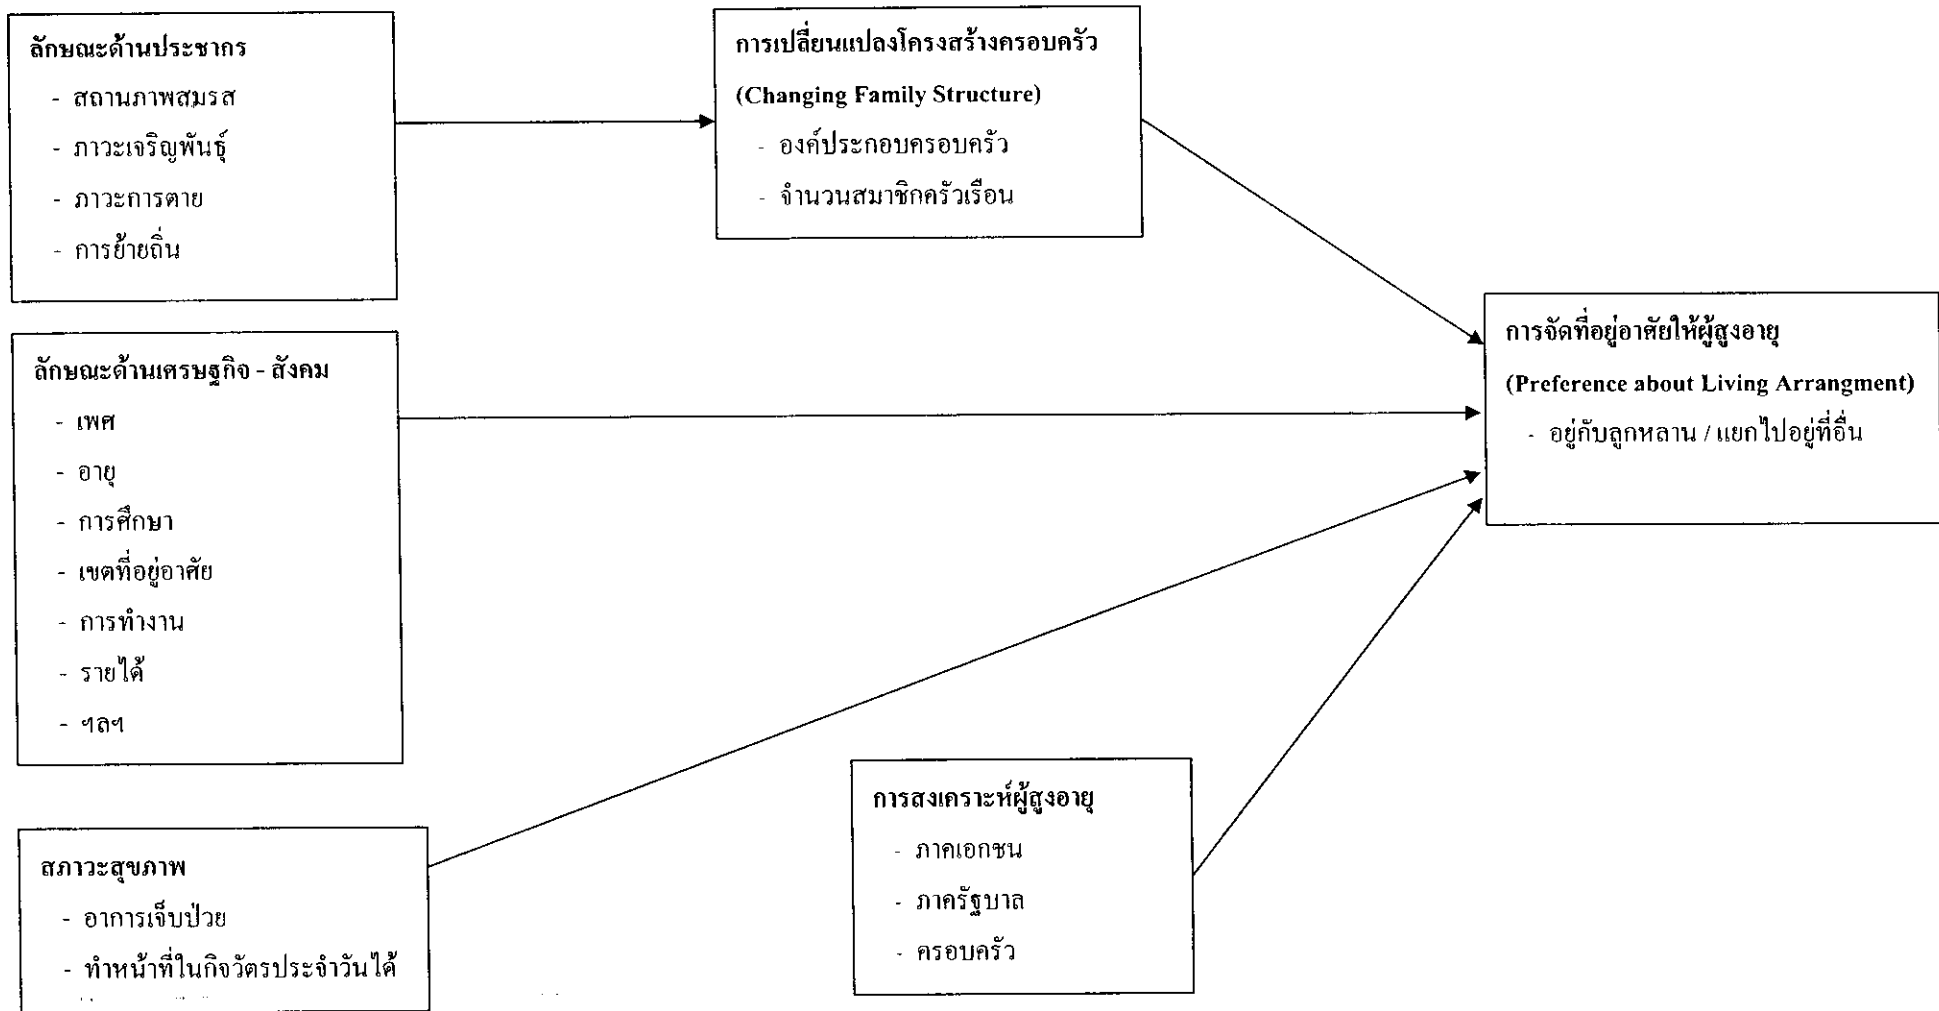 ลักษณะด้านประชากร
- สถานภาพสมรส
- ภาวะเจริญพันธุ์
- ภาวะการตาย
- การย้ายถิ่น
การเปลี่ยนแปลงโครงสร้างครอบครัว
(Changing Family Structure)
- องค์ประกอบครอบครัว
- จำนวนสมาชิกครัวเรือน
ลักษณะด้านเศรษฐกิจ - สังคม
- เพศ
- อายุ
- การศึกษา
- เขตที่อยู่อาศัย
- การทำงาน
- รายได้
- ฯลฯ
การจัดที่อยู่อาศัยให้ผู้สูงอายุ
(Preference about Living Arrangment)
- อยู่กับลูกหลาน / แยกไปอยู่ที่อื่น
สภาวะสุขภาพ
- อาการเจ็บป่วย
- ทำหน้าที่ในกิจวัตรประจำวันได้
การสงเคราะห์ผู้สูงอายุ
- ภาคเอกชน
- ภาครัฐบาล
- ครอบครัว